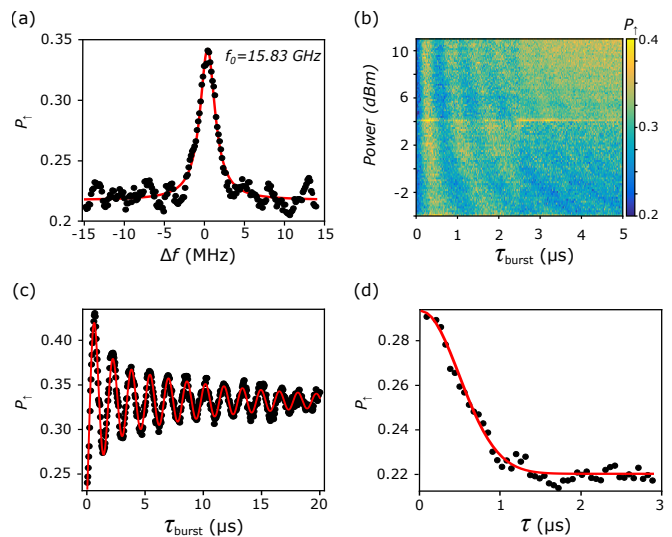 (a)
0.35
0.3
0.25
0.2
P↑
f₀=15.83 GHz
-15 -10 -5 0 5 10 15
Δf (MHz)
(b)
P↑
0.4
0.3
0.2
10
6
2
-2
Power (dBm)
0 1 2 3 4 5
τburst (µs)
(c)
0.40
0.35
0.30
0.25
P↑
0 5 10 15 20
τburst (µs)
(d)
0.28
0.26
0.24
0.22
P↑
0 1 2 3
τ (µs)